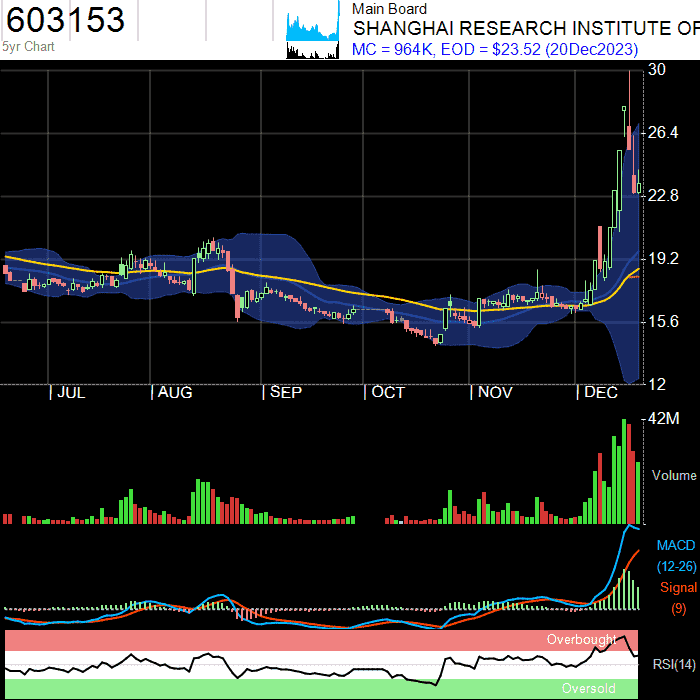 603153
5yr Chart
Main Board
SHANGHAI RESEARCH INSTITUTE OF
MC = 964K, EOD = $23.52 (20Dec2023)
30
26.4
22.8
19.2
15.6
12
| JUL | AUG | SEP | OCT | NOV | DEC
42M
Volume
MACD
(12-26)
Signal
(9)
Overbought
RSI(14)
Oversold